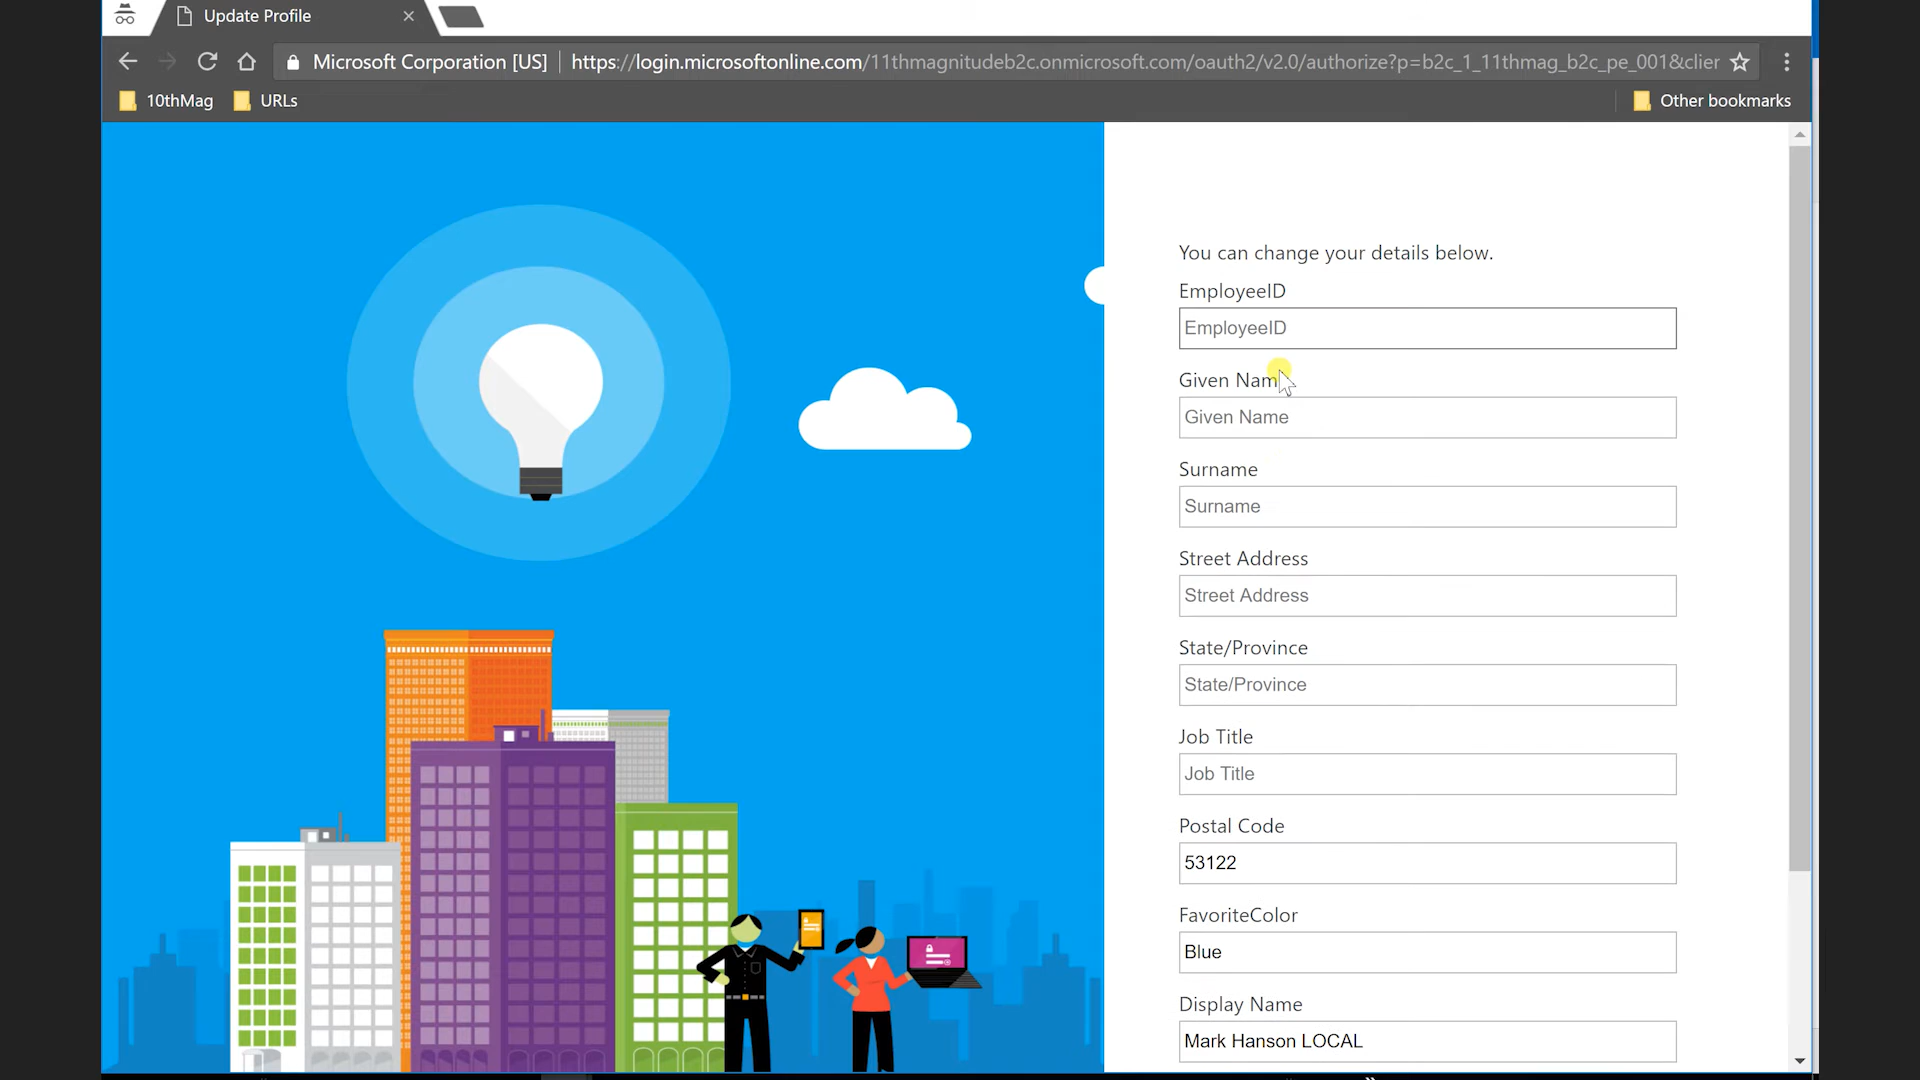 Update Profile
Microsoft Corporation [US] https://login.microsoftonline.com/11thmagnitudeb2c.onmicrosoft.com/oauth2/v2.0/authorize?p=b2c_1_11thmag_b2c_pe_001&clier
10thMag URLs Other bookmarks
You can change your details below.
EmployeeID
EmployeeID
Given Nam
Given Name
Surname
Surname
Street Address
Street Address
State/Province
State/Province
Job Title
Job Title
Postal Code
53122
FavoriteColor
Blue
Display Name
Mark Hanson LOCAL